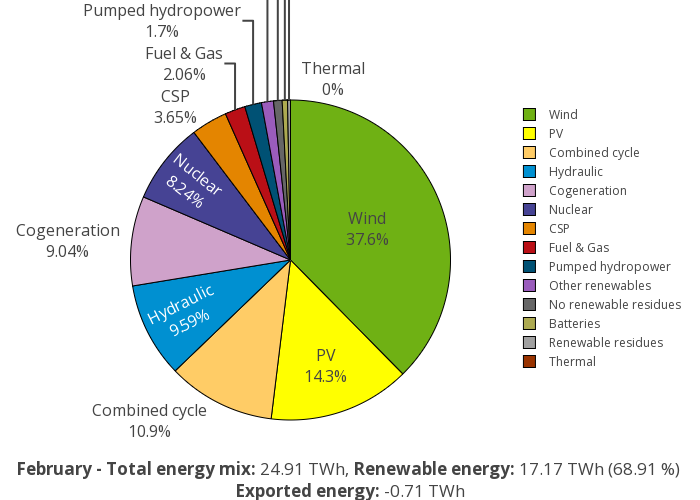 Pumped hydropower
1.7%
Fuel & Gas
2.06%
CSP
3.65%
Thermal
0%
Nuclear
8.24%
Cogeneration
9.04%
Hydraulic
9.59%
Combined cycle
10.9%
PV
14.3%
Wind
37.6%
Wind
PV
Combined cycle
Hydraulic
Cogeneration
Nuclear
CSP
Fuel & Gas
Pumped hydropower
Other renewables
No renewable residues
Batteries
Renewable residues
Thermal
February - Total energy mix: 24.91 TWh, Renewable energy: 17.17 TWh (68.91 %)
Exported energy: -0.71 TWh